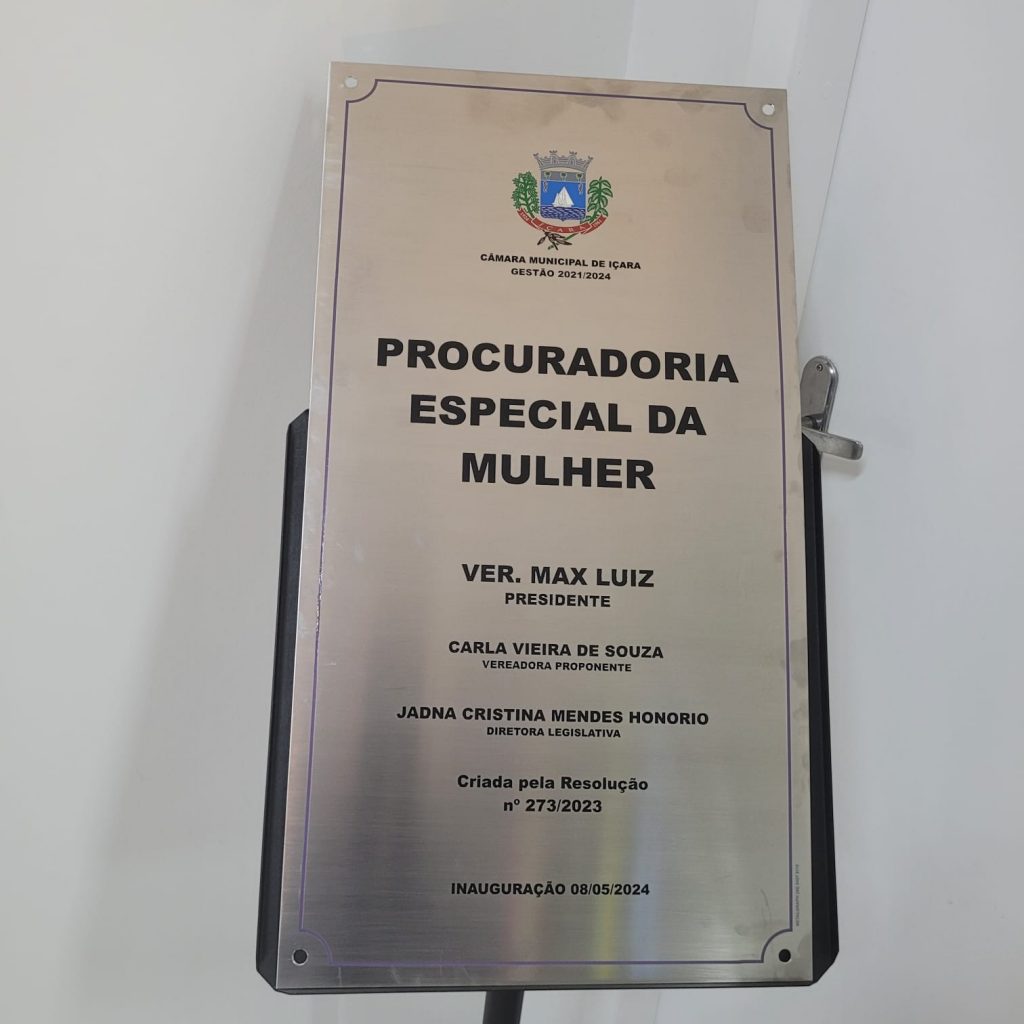 IÇARA
CÂMARA MUNICIPAL DE IÇARA
GESTÃO 2021/2024
PROCURADORIA
ESPECIAL DA
MULHER
VER. MAX LUIZ
PRESIDENTE
CARLA VIEIRA DE SOUZA
VEREADORA PROPONENTE
JADNA CRISTINA MENDES HONORIO
DIRETORA LEGISLATIVA
Criada pela Resolução
nº 273/2023
INAUGURAÇÃO 08/05/2024